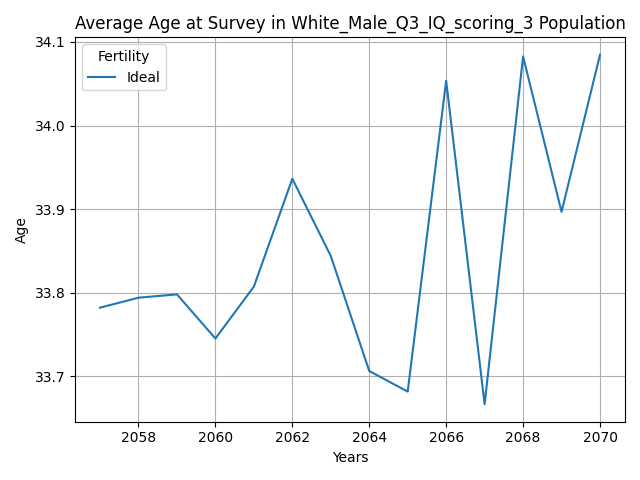 Average Age at Survey in White_Male_Q3_IQ_scoring_3 Population
Fertility
Ideal
34.1
34.0
33.9
33.8
33.7
Age
2058 2060 2062 2064 2066 2068 2070
Years